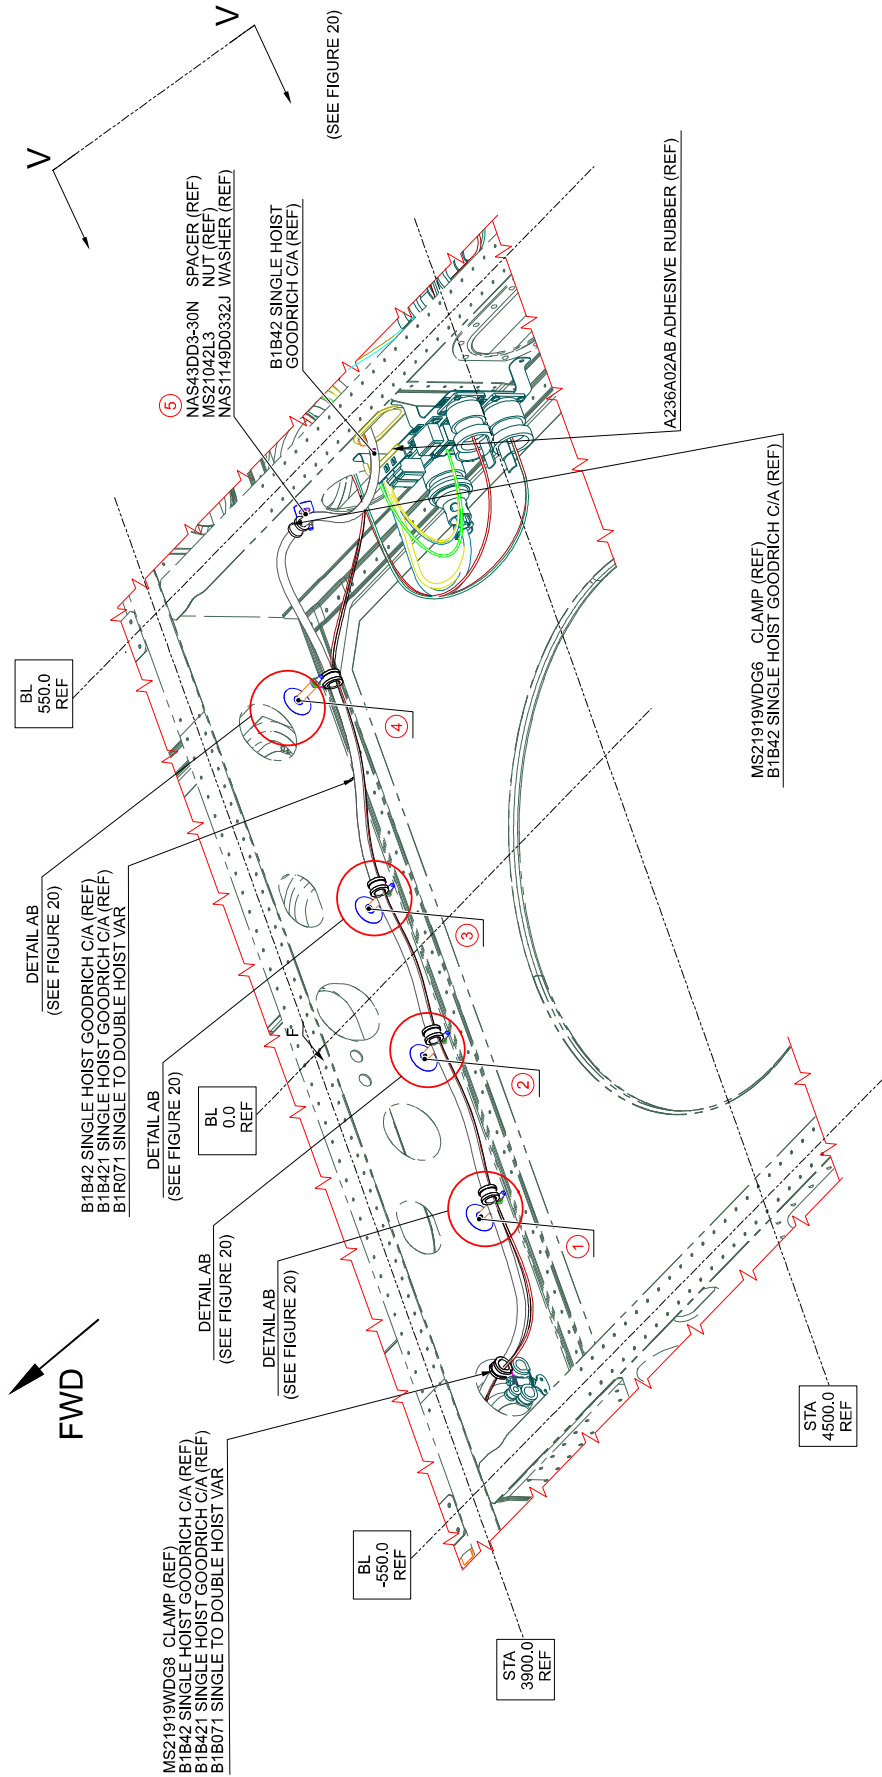 FWD
V
V
(SEE FIGURE 20)
5
NAS43DD3-30N SPACER (REF)
MS21042L3 NUT (REF)
NAS1149D0332J WASHER (REF)
B1B42 SINGLE HOIST
GOODRICH C/A (REF)
A236A02AB ADHESIVE RUBBER (REF)
MS21919WDG6 CLAMP (REF)
B1B42 SINGLE HOIST GOODRICH C/A (REF)
BL
550.0
REF
DETAIL AB
(SEE FIGURE 20)
B1B42 SINGLE HOIST GOODRICH C/A (REF)
B1B421 SINGLE HOIST GOODRICH C/A (REF)
B1R071 SINGLE TO DOUBLE HOIST VAR
DETAIL AB
(SEE FIGURE 20)
BL
0.0
REF
F
DETAIL AB
(SEE FIGURE 20)
DETAIL AB
(SEE FIGURE 20)
4
3
2
1
MS21919WDG8 CLAMP (REF)
B1B42 SINGLE HOIST GOODRICH C/A (REF)
B1B421 SINGLE HOIST GOODRICH C/A (REF)
B1B071 SINGLE TO DOUBLE HOIST VAR
BL
-550.0
REF
STA
3900.0
REF
STA
4500.0
REF